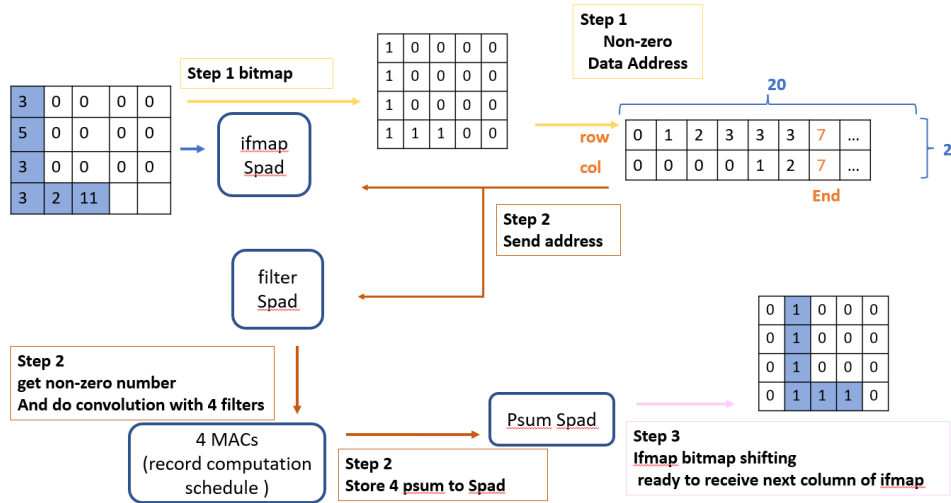 Step 1
Non-zero
Data Address
Step 1 bitmap
1 0 0 0 0
1 0 0 0 0
1 0 0 0 0
1 1 1 0 0
20
3 0 0 0 0
5 0 0 0 0
3 0 0 0 0
3 2 11
ifmap
Spad
row 0 1 2 3 3 3 7 ...
col 0 0 0 0 1 2 7 ...
2
End
Step 2
Send address
filter
Spad
0 1 0 0 0
0 1 0 0 0
0 1 0 0 0
0 1 1 1 0
Step 2
get non-zero number
And do convolution with 4 filters
4 MACs
(record computation
schedule )
Step 2
Store 4 psum to Spad
Psum Spad
Step 3
Ifmap bitmap shifting
ready to receive next column of ifmap